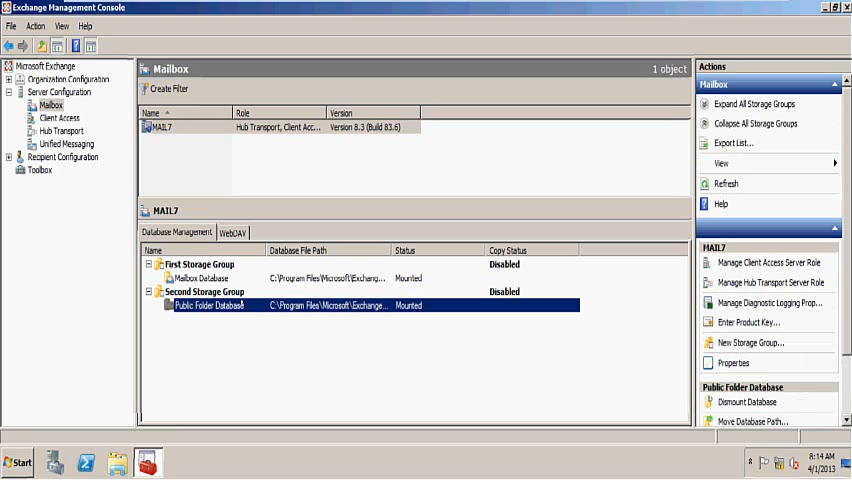 Exchange Management Console
File Action View Help
Microsoft Exchange
Organization Configuration
Server Configuration
Mailbox
Client Access
Hub Transport
Unified Messaging
Recipient Configuration
Toolbox
Mailbox 1 object
Create Filter
Name Role Version
MAIL7 Hub Transport, Client Acc... Version 8.3 (Build 83.6)
MAIL7
Database Management WebDAV
Name Database File Path Status Copy Status
First Storage Group Disabled
Mailbox Database C:\Program Files\Microsoft\Exchang... Mounted
Second Storage Group Disabled
Public Folder Database C:\Program Files\Microsoft\Exchange... Mounted
Actions
Mailbox
Expand All Storage Groups
Collapse All Storage Groups
Export List...
View
Refresh
Help
MAIL7
Manage Client Access Server Role
Manage Hub Transport Server Role
Manage Diagnostic Logging Prop...
Enter Product Key...
New Storage Group...
Properties
Public Folder Database
Dismount Database
Move Database Path...
Start
8:14 AM
4/1/2013